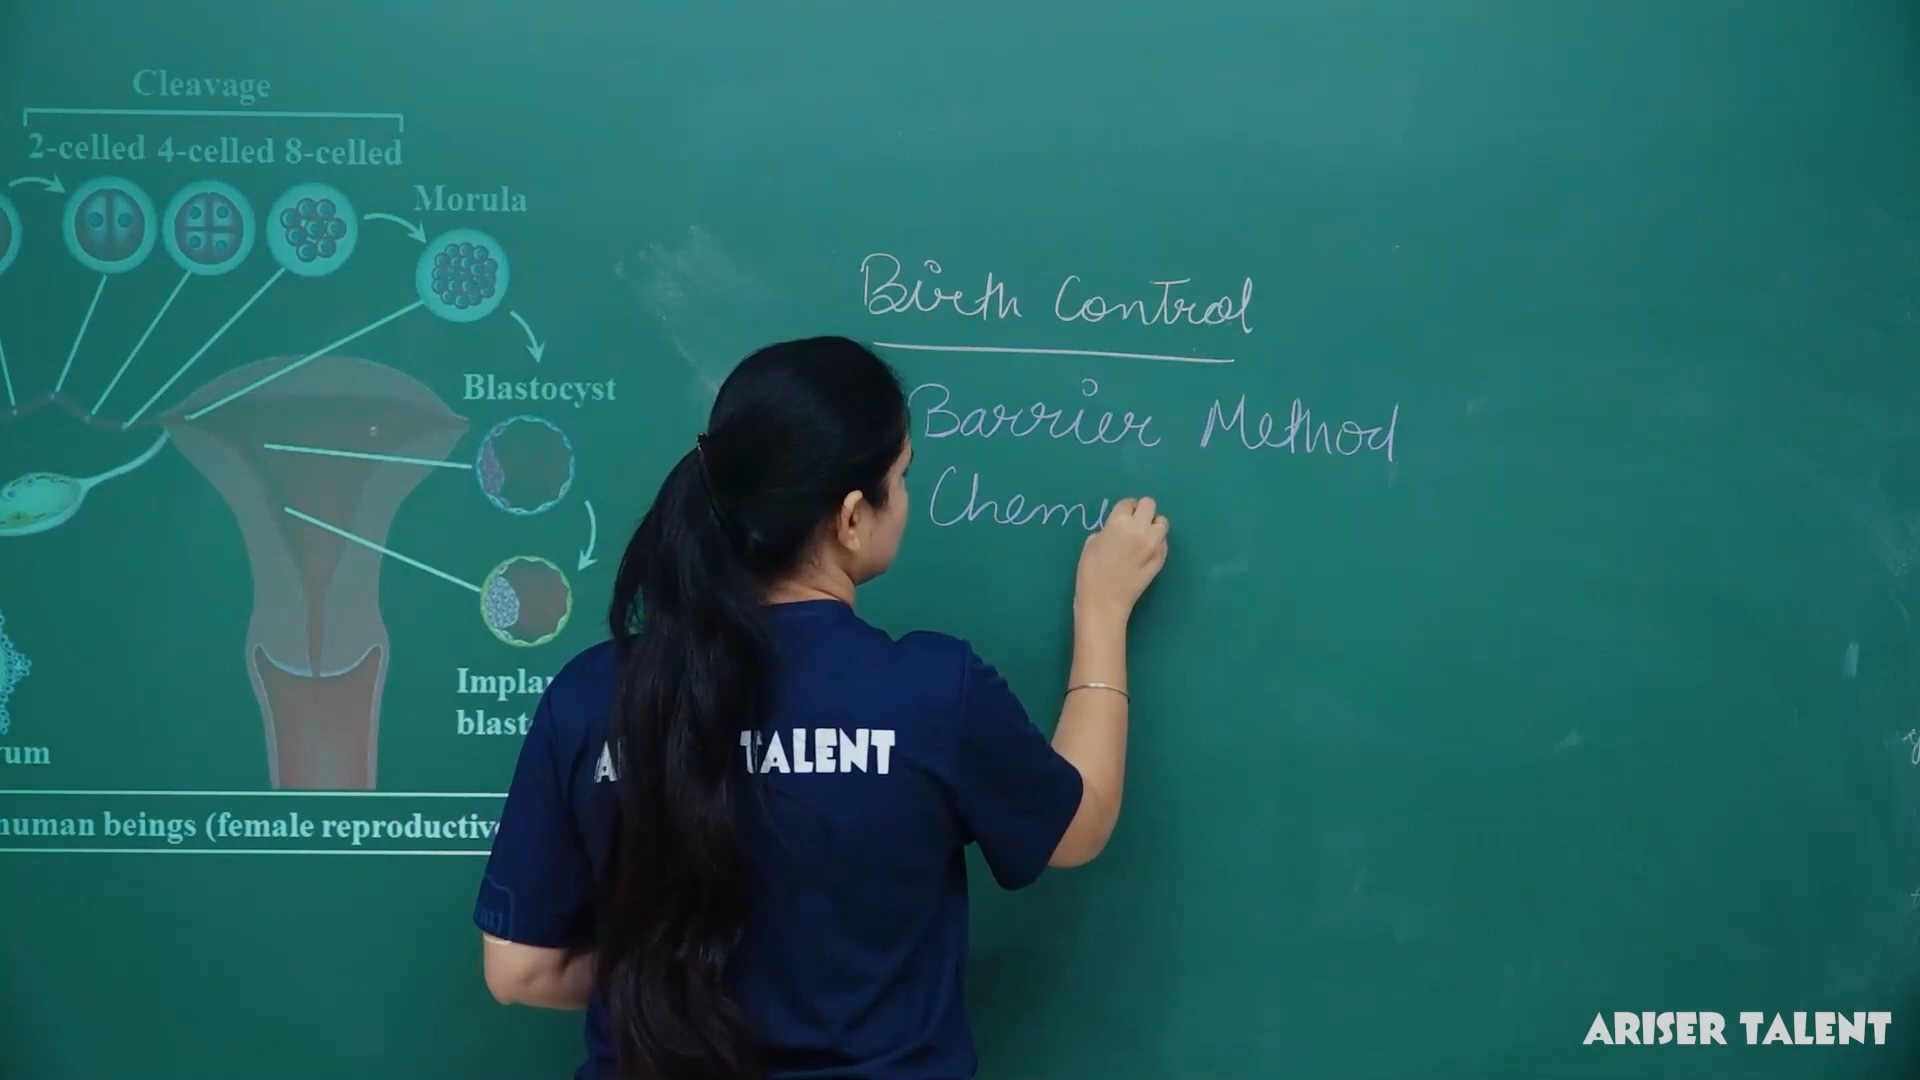 Cleavage
2-celled 4-celled 8-celled
Morula
Birth Control
Blastocyst
Barrier Method
Chem
TALENT
human beings (female reproductive
ARISER TALENT